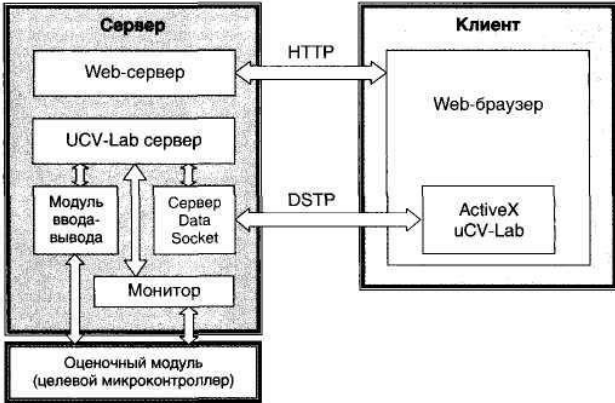 Сервер
Web-сервер
UCV-Lab сервер
Модуль
ввода-
вывода
Сервер
Data
Socket
Монитор
Оценочный модуль
(целевой микроконтроллер)
HTTP
DSTP
Клиент
Web-браузер
ActiveX
uCV-Lab